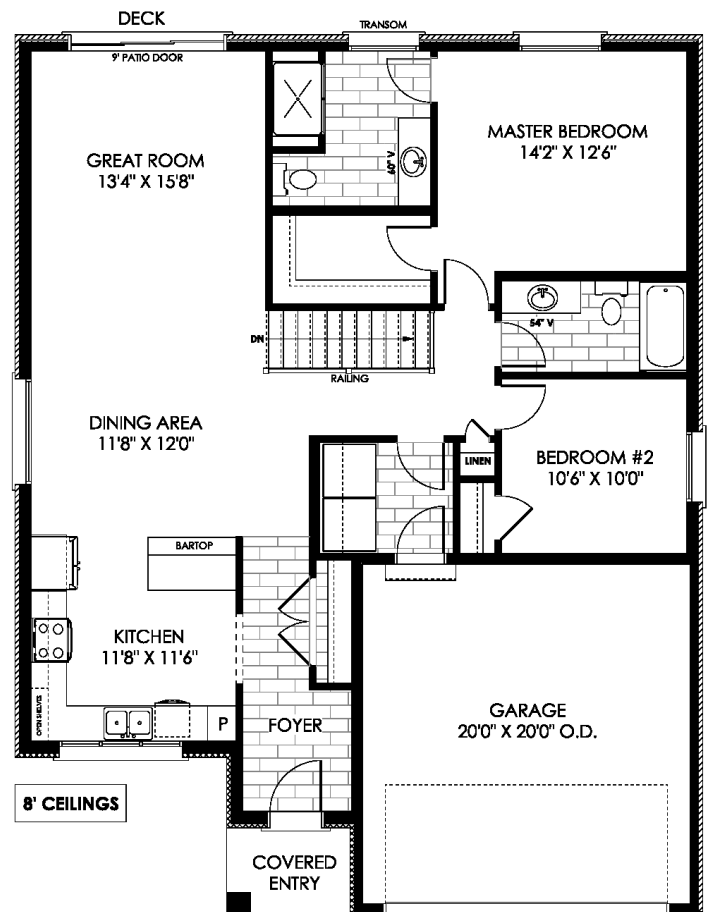 DECK
TRANSOM
9' PATIO DOOR
GREAT ROOM
13'4" X 15'8"
MASTER BEDROOM
14'2" X 12'6"
60" V
54" V
DN
RAILING
DINING AREA
11'8" X 12'0"
LINEN
BEDROOM #2
10'6" X 10'0"
BARTOP
KITCHEN
11'8" X 11'6"
OPEN SHELVES
P
FOYER
GARAGE
20'0" X 20'0" O.D.
8' CEILINGS
COVERED
ENTRY